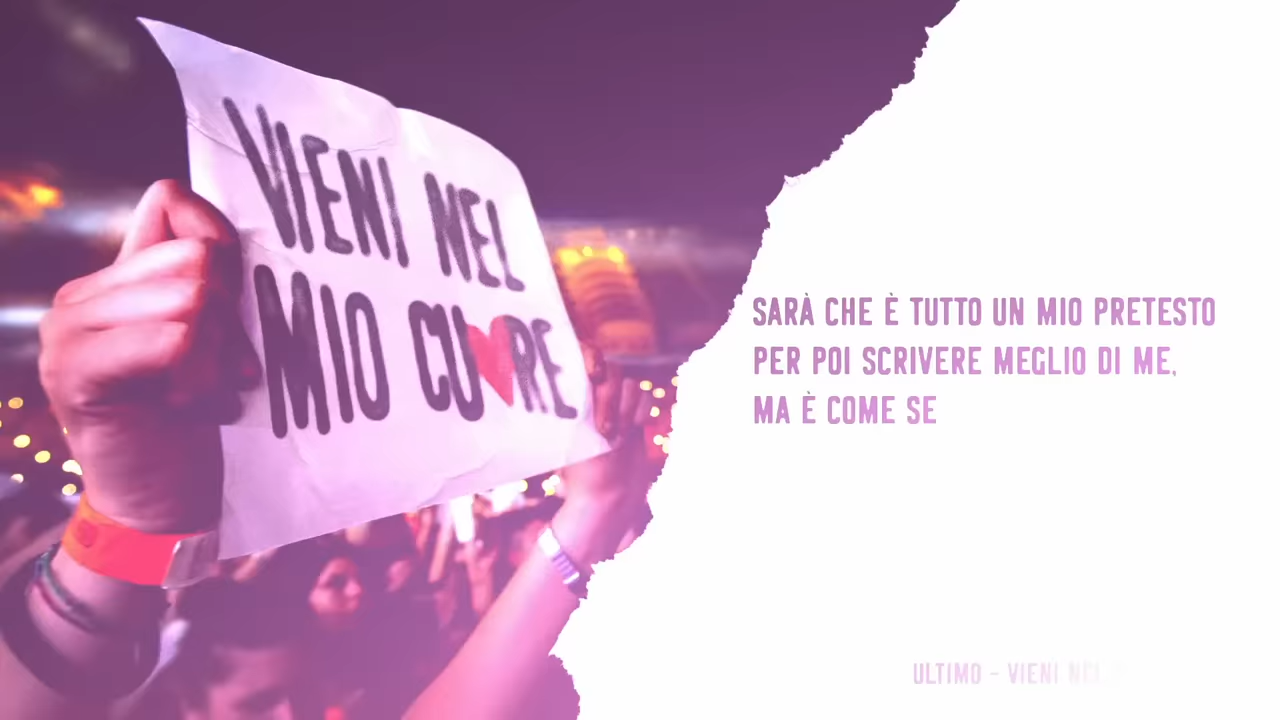 VIENI NEL
MIO CU❤RE
SARÀ CHE È TUTTO UN MIO PRETESTO
PER POI SCRIVERE MEGLIO DI ME,
MA È COME SE
ULTIMO - VIENI NEL